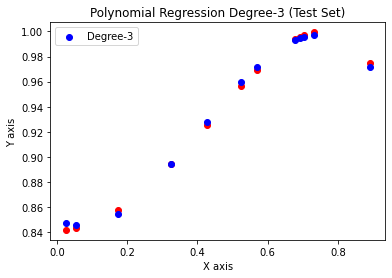 Polynomial Regression Degree-3 (Test Set)
Degree-3
1.00
0.98
0.96
0.94
0.92
0.90
0.88
0.86
0.84
Y axis
0.0 0.2 0.4 0.6 0.8
X axis